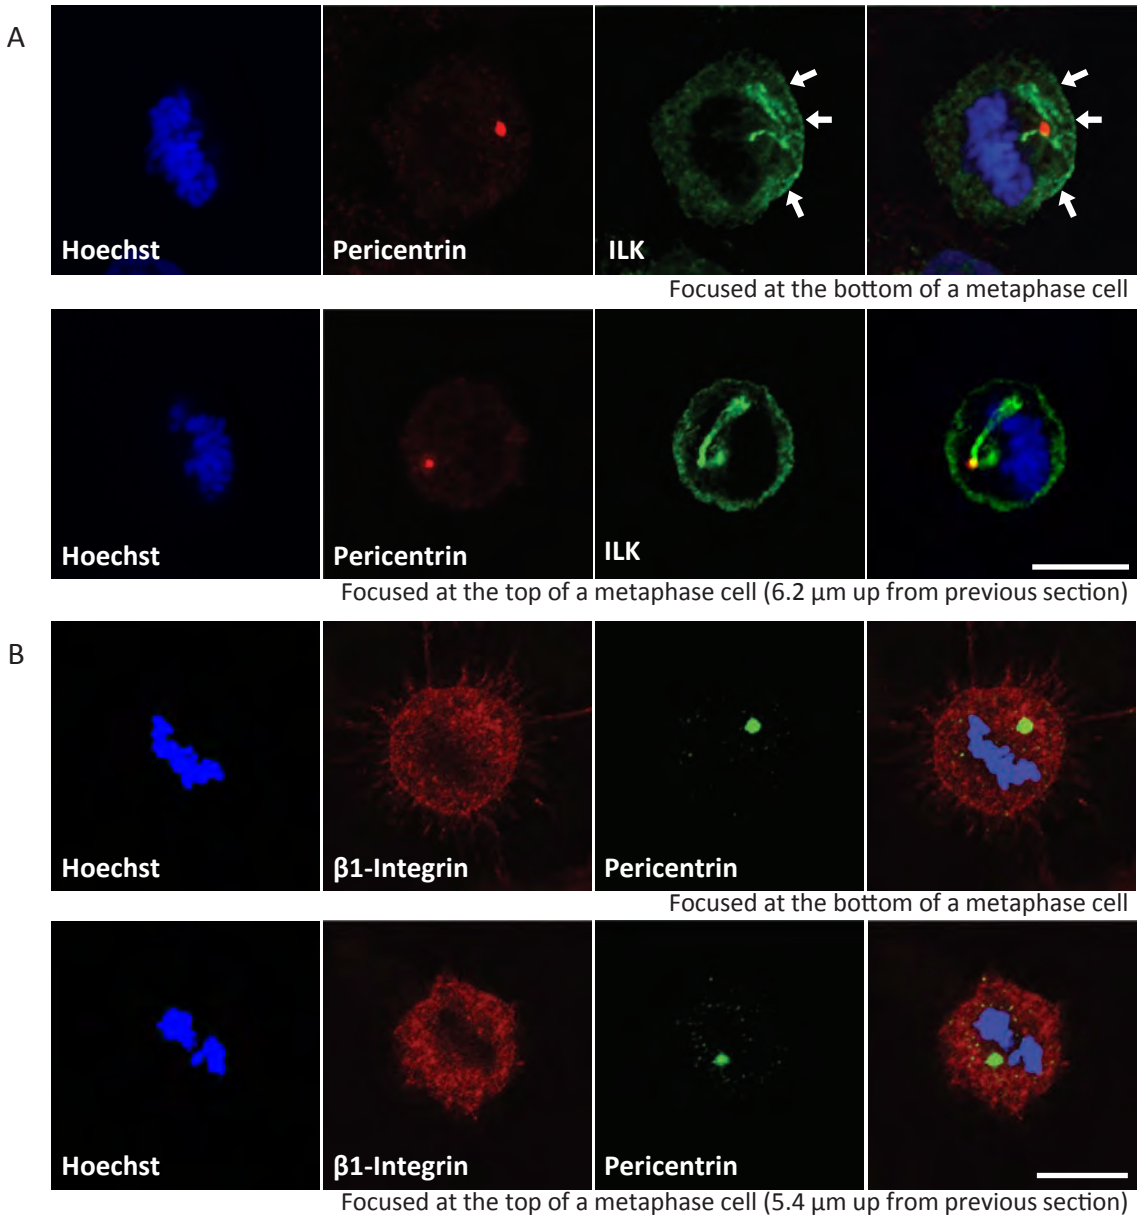 A
Hoechst
Pericentrin
ILK
Focused at the bottom of a metaphase cell
Hoechst
Pericentrin
ILK
Focused at the top of a metaphase cell (6.2 µm up from previous section)
B
Hoechst
β1-Integrin
Pericentrin
Focused at the bottom of a metaphase cell
Hoechst
β1-Integrin
Pericentrin
Focused at the top of a metaphase cell (5.4 µm up from previous section)